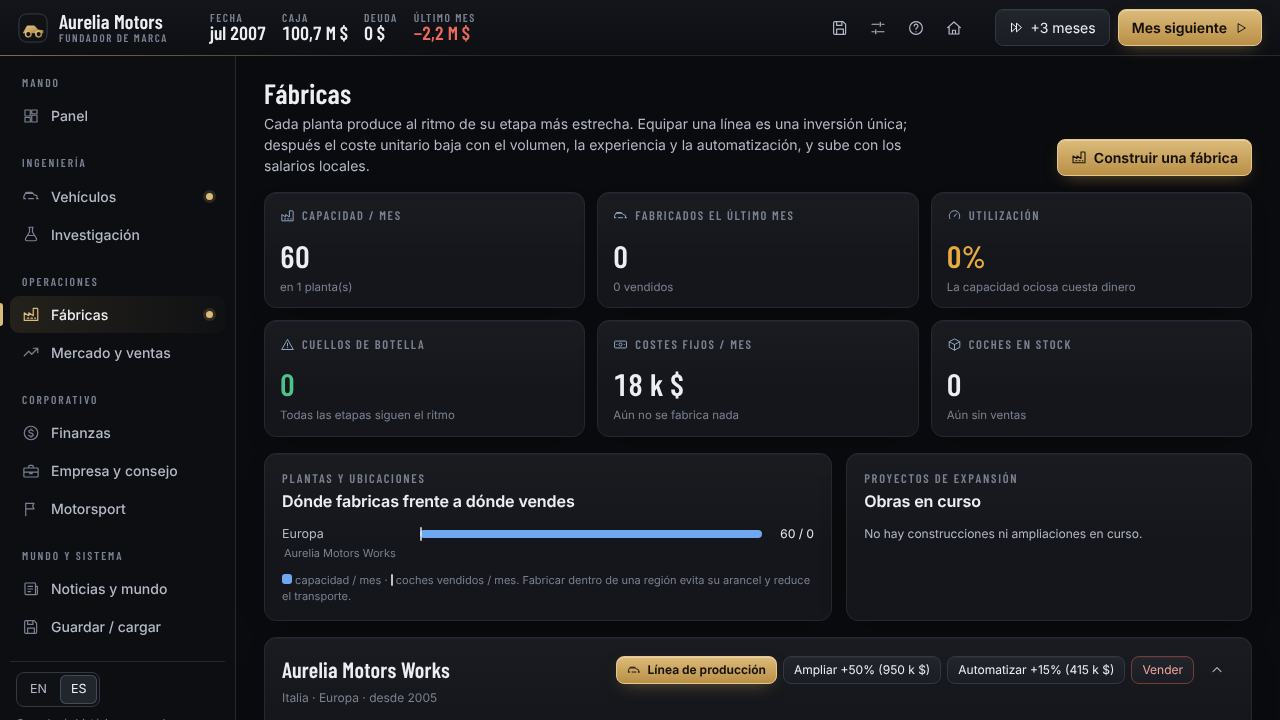 Aurelia Motors
FUNDADOR DE MARCA
FECHA
jul 2007
CAJA
100,7 M $
DEUDA
0 $
ÚLTIMO MES
−2,2 M $
+3 meses
Mes siguiente
MANDO
Panel
INGENIERÍA
Vehículos
Investigación
OPERACIONES
Fábricas
Mercado y ventas
CORPORATIVO
Finanzas
Empresa y consejo
Motorsport
MUNDO Y SISTEMA
Noticias y mundo
Guardar / cargar
EN
ES
Fábricas
Cada planta produce al ritmo de su etapa más estrecha. Equipar una línea es una inversión única;
después el coste unitario baja con el volumen, la experiencia y la automatización, y sube con los
salarios locales.
Construir una fábrica
CAPACIDAD / MES
60
en 1 planta(s)
FABRICADOS EL ÚLTIMO MES
0
0 vendidos
UTILIZACIÓN
0%
La capacidad ociosa cuesta dinero
CUELLOS DE BOTELLA
0
Todas las etapas siguen el ritmo
COSTES FIJOS / MES
18 k $
Aún no se fabrica nada
COCHES EN STOCK
0
Aún sin ventas
PLANTAS Y UBICACIONES
Dónde fabricas frente a dónde vendes
Europa
60 / 0
Aurelia Motors Works
capacidad / mes · coches vendidos / mes. Fabricar dentro de una región evita su arancel y reduce
el transporte.
PROYECTOS DE EXPANSIÓN
Obras en curso
No hay construcciones ni ampliaciones en curso.
Aurelia Motors Works
Italia · Europa · desde 2005
Línea de producción
Ampliar +50% (950 k $)
Automatizar +15% (415 k $)
Vender